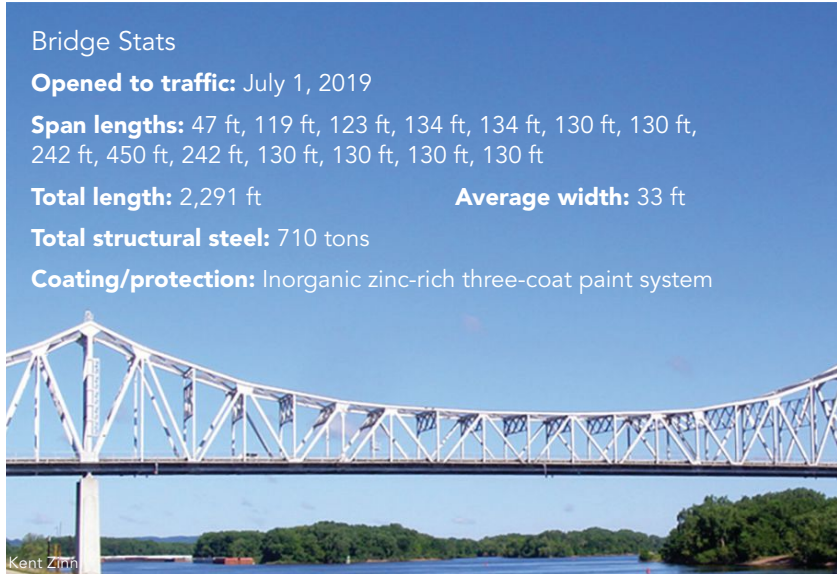 Bridge Stats
Opened to traffic: July 1, 2019
Span lengths: 47 ft, 119 ft, 123 ft, 134 ft, 134 ft, 130 ft, 130 ft,
242 ft, 450 ft, 242 ft, 130 ft, 130 ft, 130 ft, 130 ft
Total length: 2,291 ft Average width: 33 ft
Total structural steel: 710 tons
Coating/protection: Inorganic zinc-rich three-coat paint system
Kent Zinn